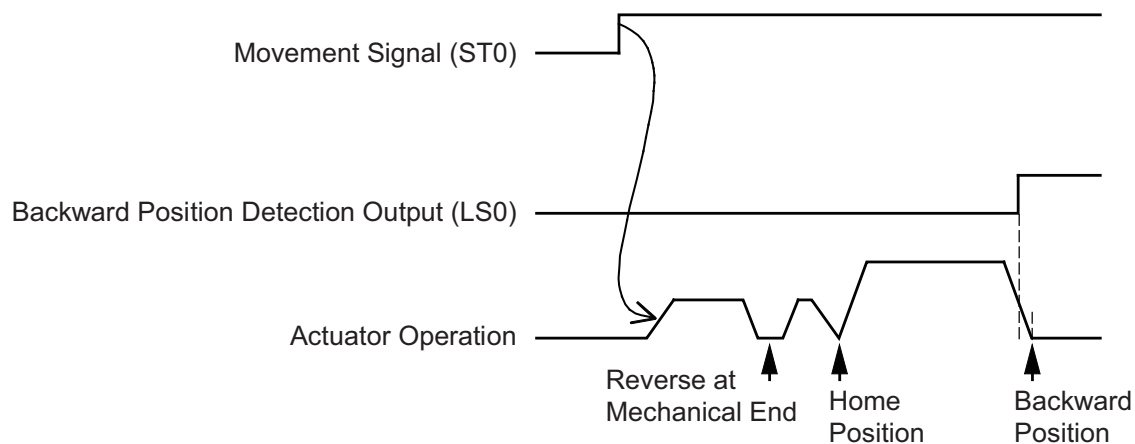 Movement Signal (ST0)
Backward Position Detection Output (LS0)
Actuator Operation
Reverse at
Mechanical End
Home
Position
Backward
Position